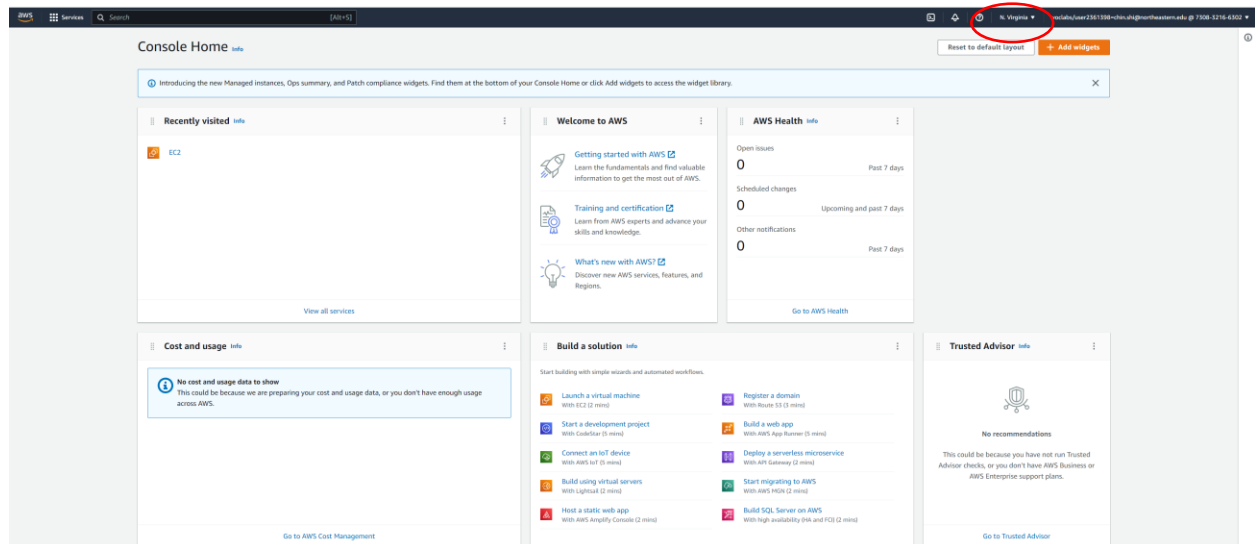 aws
Services
Search
[Alt+S]
N. Virginia
voclabs/user2361398=chin.shi@northeastern.edu @ 7308-3216-6302
Console Home Info
Reset to default layout
+ Add widgets
Introducing the new Managed instances, Ops summary, and Patch compliance widgets. Find them at the bottom of your Console Home or click Add widgets to access the widget library.
Recently visited Info
EC2
View all services
Welcome to AWS
Getting started with AWS
Learn the fundamentals and find valuable
information to get the most out of AWS.
Training and certification
Learn from AWS experts and advance your
skills and knowledge.
What's new with AWS?
Discover new AWS services, features, and
Regions.
AWS Health Info
Open issues
0
Past 7 days
Scheduled changes
0
Upcoming and past 7 days
Other notifications
0
Past 7 days
Go to AWS Health
Cost and usage Info
No cost and usage data to show
This could be because we are preparing your cost and usage data, or you don't have enough usage
across AWS.
Go to AWS Cost Management
Build a solution Info
Start building with simple wizards and automated workflows.
Launch a virtual machine
With EC2 (2 mins)
Start a development project
With CodeStar (5 mins)
Connect an IoT device
With AWS IoT (5 mins)
Build using virtual servers
With Lightsail (2 mins)
Host a static web app
With AWS Amplify Console (2 mins)
Register a domain
With Route 53 (3 mins)
Build a web app
With AWS App Runner (5 mins)
Deploy a serverless microservice
With API Gateway (2 mins)
Start migrating to AWS
With AWS MGN (2 mins)
Build SQL Server on AWS
With high availability (HA and FCI) (2 mins)
Trusted Advisor Info
No recommendations
This could be because you have not run Trusted
Advisor checks, or you don't have AWS Business or
AWS Enterprise support plans.
Go to Trusted Advisor